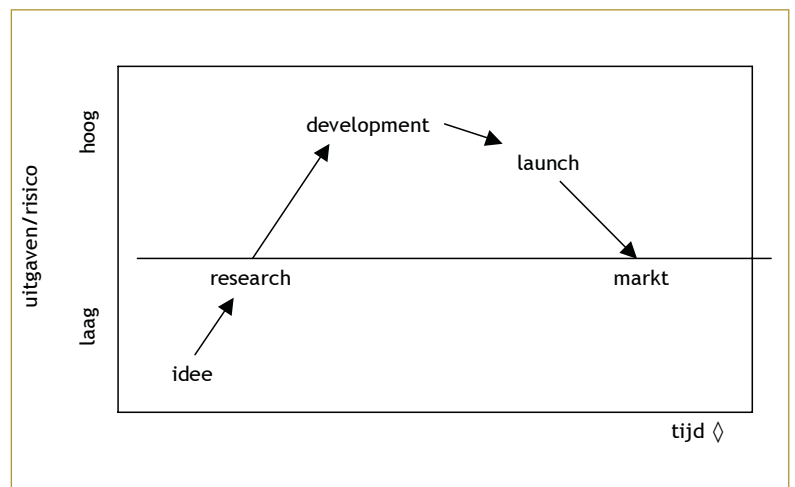 hoog
development
launch
uitgaven/risico
research
markt
laag
idee
tijd ◊